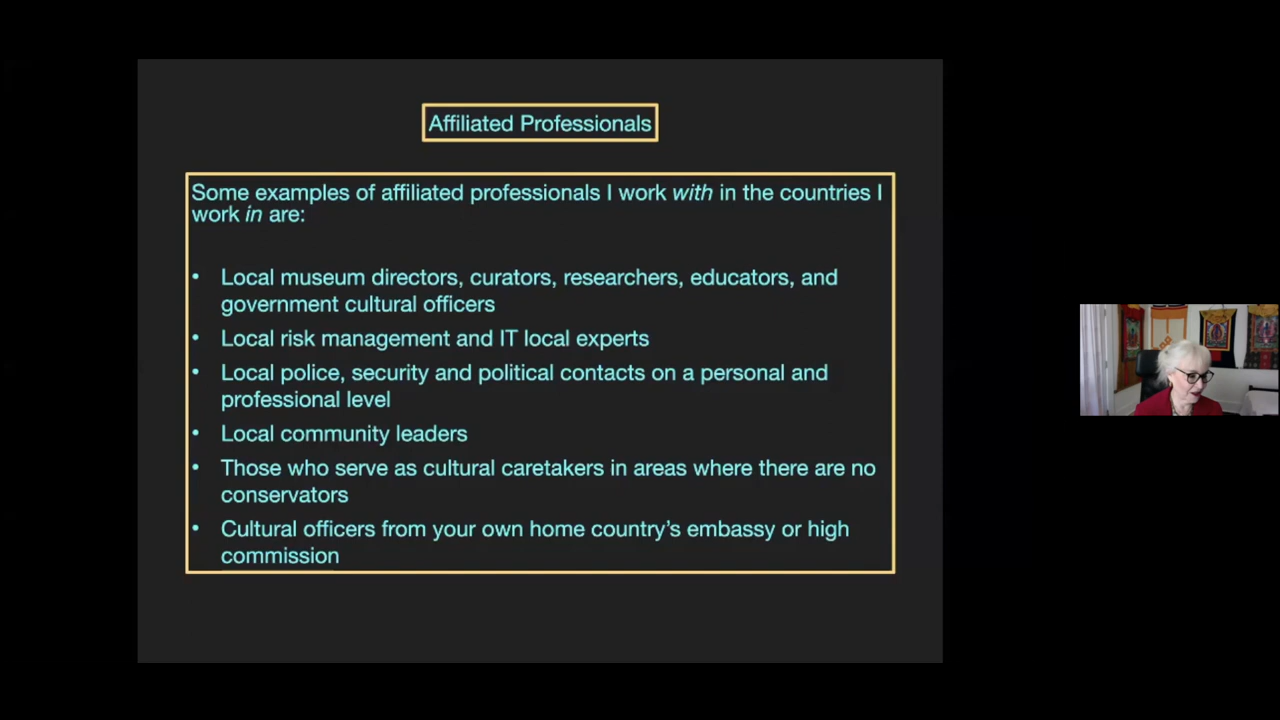 Affiliated Professionals
Some examples of affiliated professionals I work with in the countries I
work in are:
• Local museum directors, curators, researchers, educators, and
government cultural officers
• Local risk management and IT local experts
• Local police, security and political contacts on a personal and
professional level
• Local community leaders
• Those who serve as cultural caretakers in areas where there are no
conservators
• Cultural officers from your own home country’s embassy or high
commission